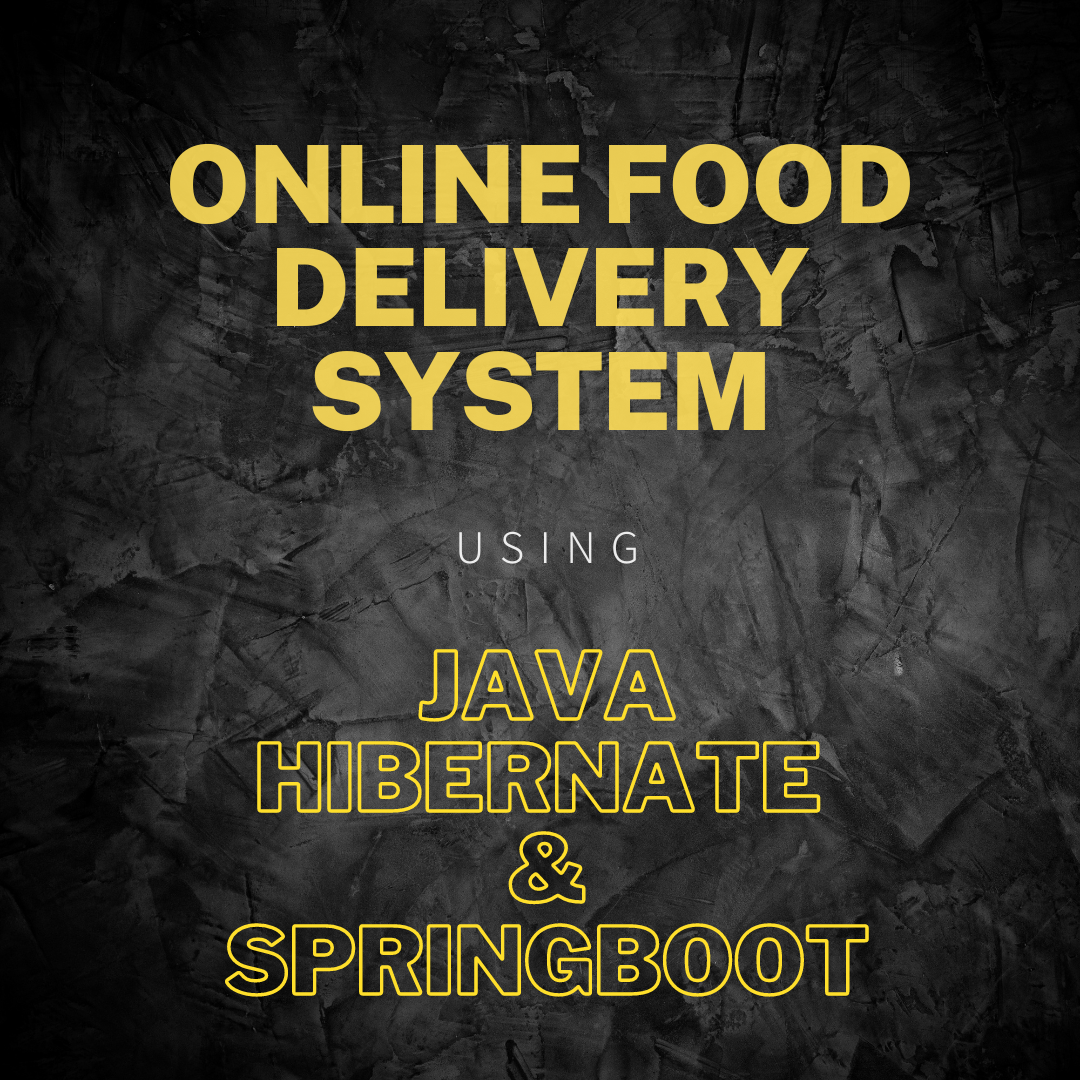 ONLINE FOOD
DELIVERY
SYSTEM
USING
JAVA
HIBERNATE
&
SPRINGBOOT